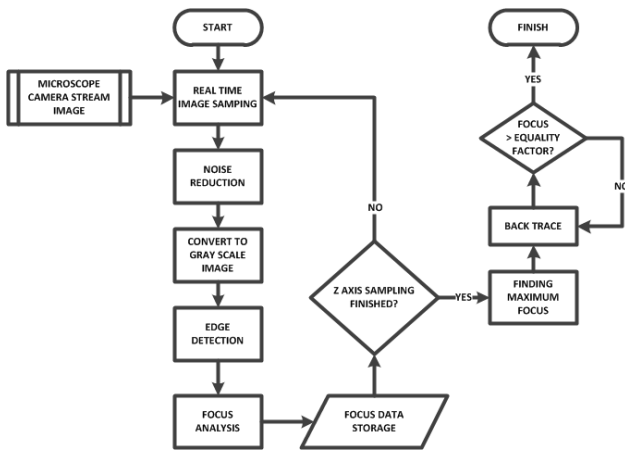 START
MICROSCOPE
CAMERA STREAM
IMAGE
REAL TIME
IMAGE SAMPING
NOISE
REDUCTION
CONVERT TO
GRAY SCALE
IMAGE
EDGE
DETECTION
FOCUS
ANALYSIS
FOCUS DATA
STORAGE
Z AXIS SAMPLING
FINISHED?
NO
YES
FINDING
MAXIMUM
FOCUS
BACK TRACE
FOCUS
> EQUALITY
FACTOR?
NO
YES
FINISH